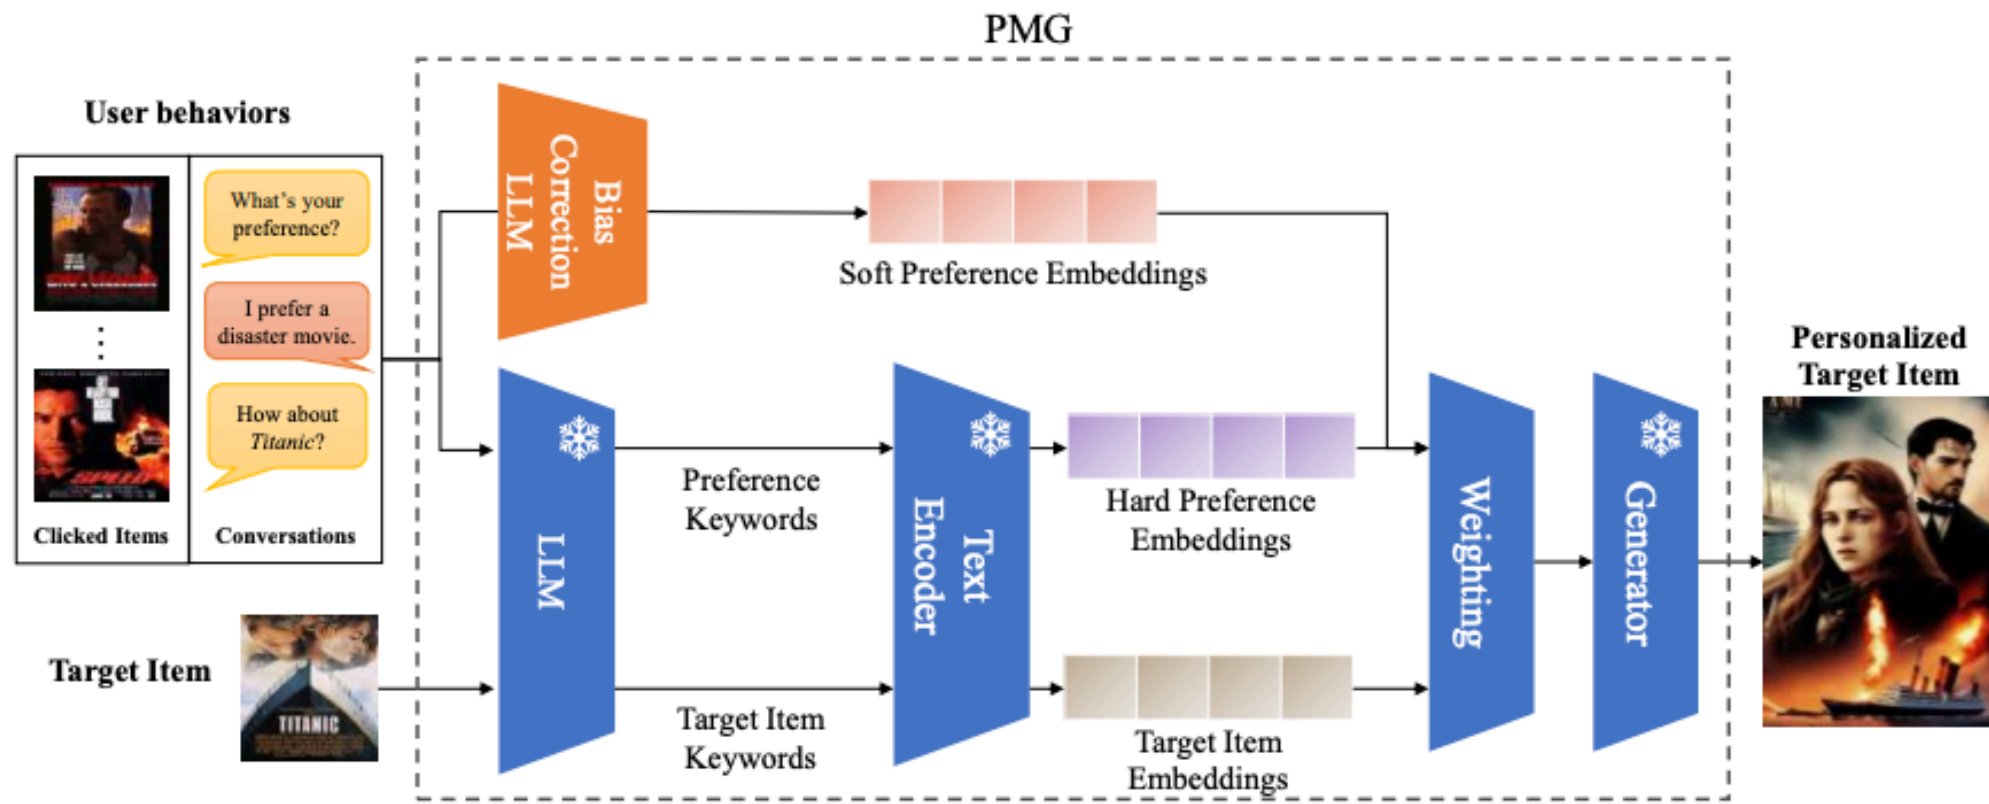 PMG
User behaviors
What's your
preference?
I prefer a
disaster movie.
How about
Titanic?
Clicked Items
Conversations
SPEED
Target Item
TITANIC
Bias
Correction
LLM
Soft Preference Embeddings
LLM
Preference
Keywords
Target Item
Keywords
Text
Encoder
Hard Preference
Embeddings
Target Item
Embeddings
Weighting
Generator
Personalized
Target Item